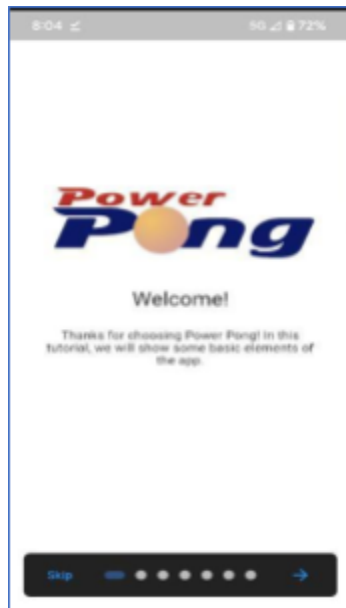 8:04 5G 72%
Power
Pong
Welcome!
Thanks for choosing Power Pong! In this
tutorial, we will show some basic elements of
the app.
Skip